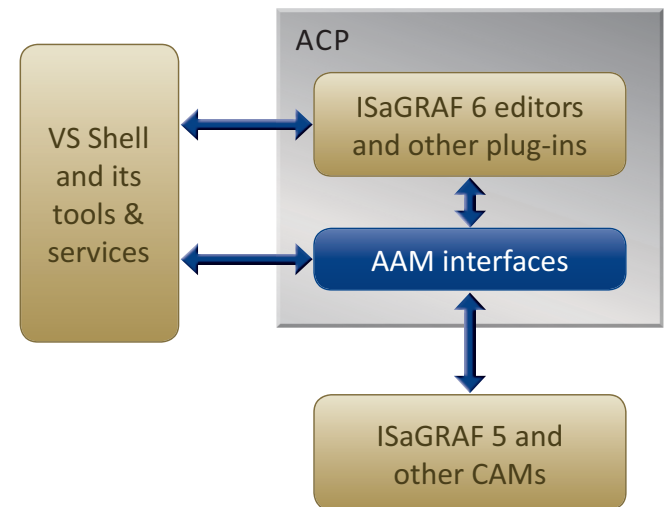 ACP
VS Shell
and its
tools &
services
ISaGRAF 6 editors
and other plug-ins
AAM interfaces
ISaGRAF 5 and
other CAMs